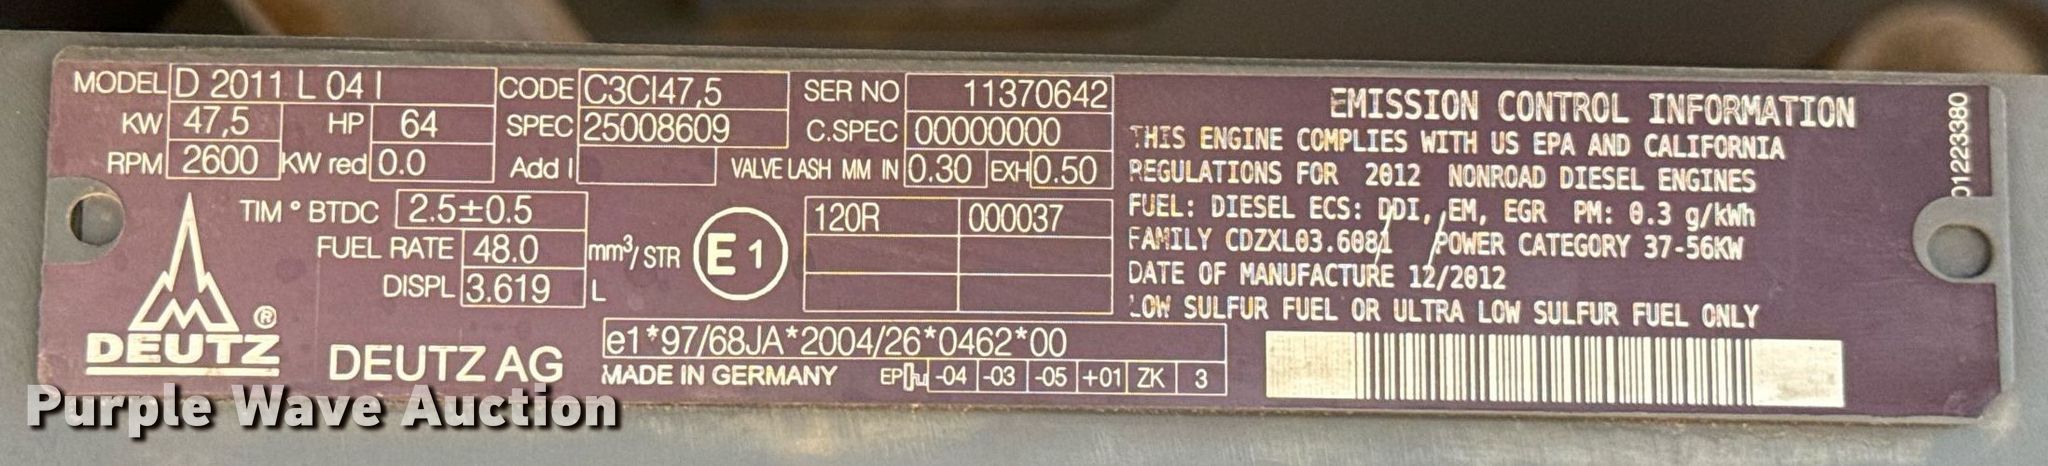 MODEL D 2011 L 04 I CODE C3CI47,5 SER NO 11370642
KW 47,5 HP 64 SPEC 25008609 C.SPEC 00000000
RPM 2600 KW red 0.0 Add I VALVE LASH MM IN 0.30 EXH 0.50
TIM ° BTDC 2.5±0.5
FUEL RATE 48.0 mm³/STR
DISPL 3.619 L
E 1
120R 000037
DEUTZ ®
DEUTZ AG
e1*97/68JA*2004/26*0462*00
MADE IN GERMANY EP -04 -03 -05 +01 ZK 3
EMISSION CONTROL INFORMATION
THIS ENGINE COMPLIES WITH US EPA AND CALIFORNIA
REGULATIONS FOR 2012 NONROAD DIESEL ENGINES
FUEL: DIESEL ECS: DDI, EM, EGR PM: 0.3 g/kWh
FAMILY CDZXL03.6081 POWER CATEGORY 37-56KW
DATE OF MANUFACTURE 12/2012
LOW SULFUR FUEL OR ULTRA LOW SULFUR FUEL ONLY
01223380
Purple Wave Auction